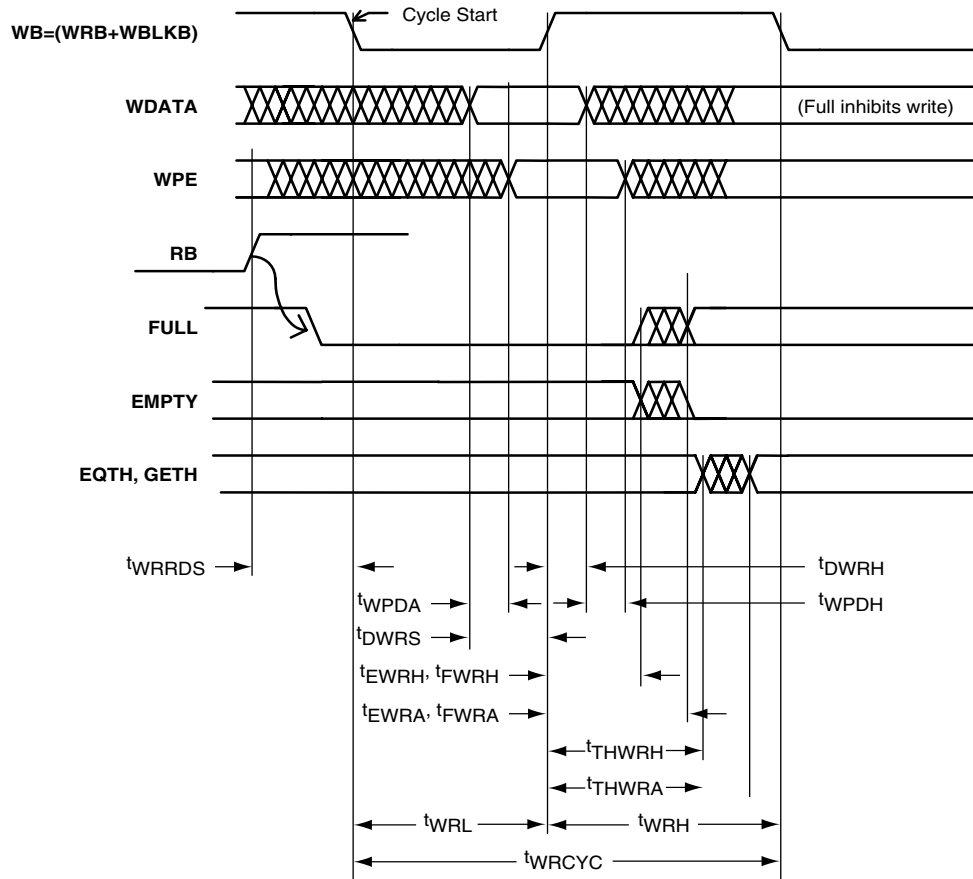 Cycle Start
WB=(WRB+WBLKB)
WDATA
(Full inhibits write)
WPE
RB
FULL
EMPTY
EQTH, GETH
tWRRDS
tDWRH
tWPDA
tWPDH
tDWRS
tEWRH, tFWRH
tEWRA, tFWRA
tTHWRH
tTHWRA
tWRL
tWRH
tWRCYC